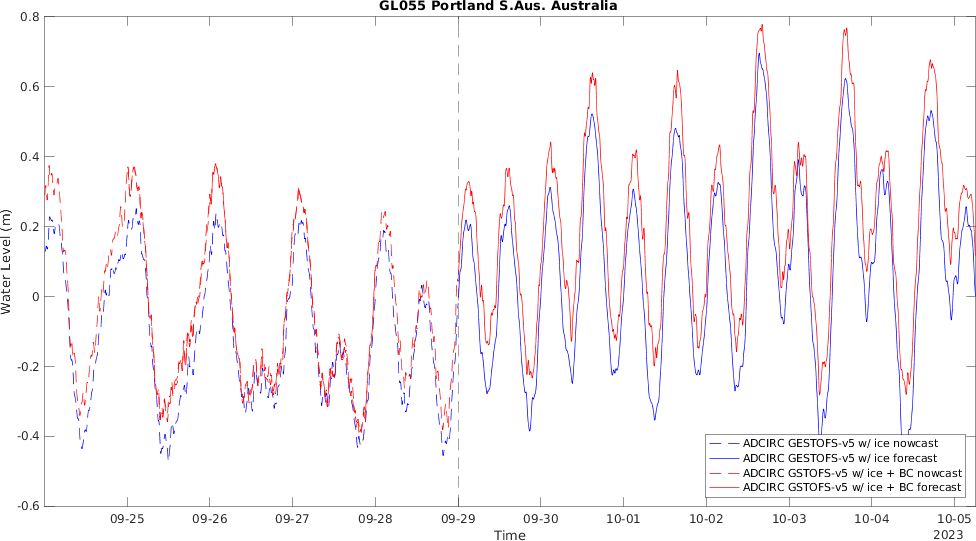 GL055 Portland S.Aus. Australia
0.8
0.6
0.4
0.2
0
-0.2
-0.4
-0.6
Water Level (m)
09-25 09-26 09-27 09-28 09-29 09-30 10-01 10-02 10-03 10-04 10-05
Time
2023
ADCIRC GESTOFS-v5 w/ ice nowcast
ADCIRC GESTOFS-v5 w/ ice forecast
ADCIRC GSTOFS-v5 w/ ice + BC nowcast
ADCIRC GSTOFS-v5 w/ ice + BC forecast